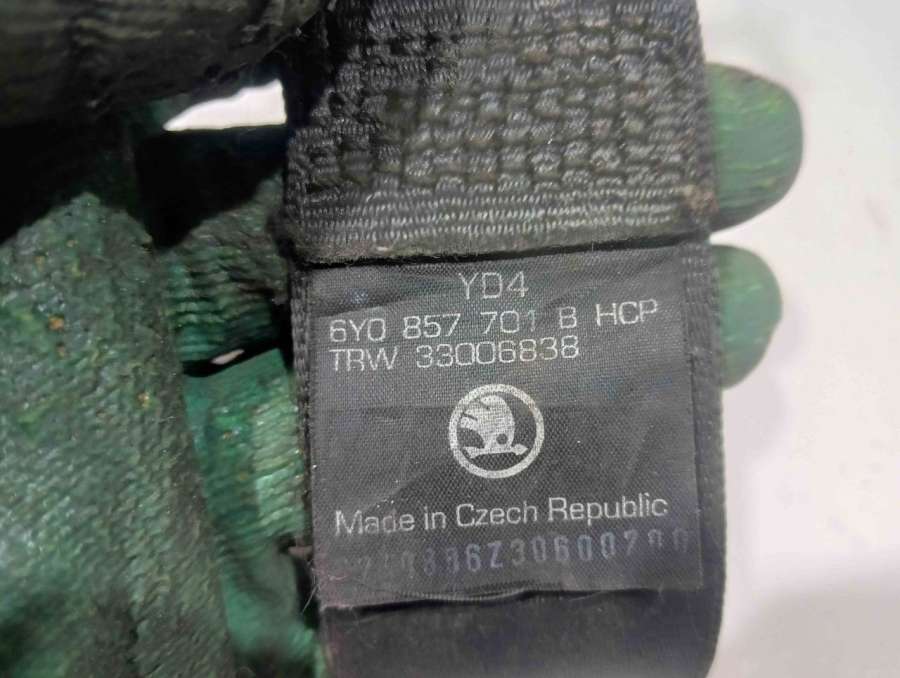 YD4
6Y0 857 701 B HCP
TRW 33006838
Made in Czech Republic